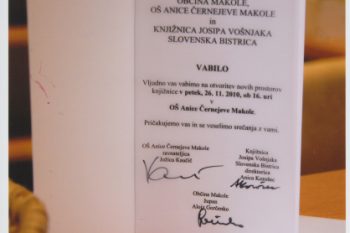 OBČINA MAKOLE,
OŠ ANICE ČERNEJEVE MAKOLE
in
KNJIŽNICA JOSIPA VOŠNJAKA
SLOVENSKA BISTRICA
VABILO
Vljudno vas vabimo na otvoritev novih prostorov
knjižnice v petek, 26. 11. 2010, ob 16. uri
v
OŠ Anice Černejeve Makole.
Pričakujemo vas in se veselimo srečanja z vami.
OŠ Anice Černejeve Makole
ravnateljica
Jožica
Knjižnica
Josipa Vošnjaka
Slovenska Bistrica
direktorica
Občina Makole
župan